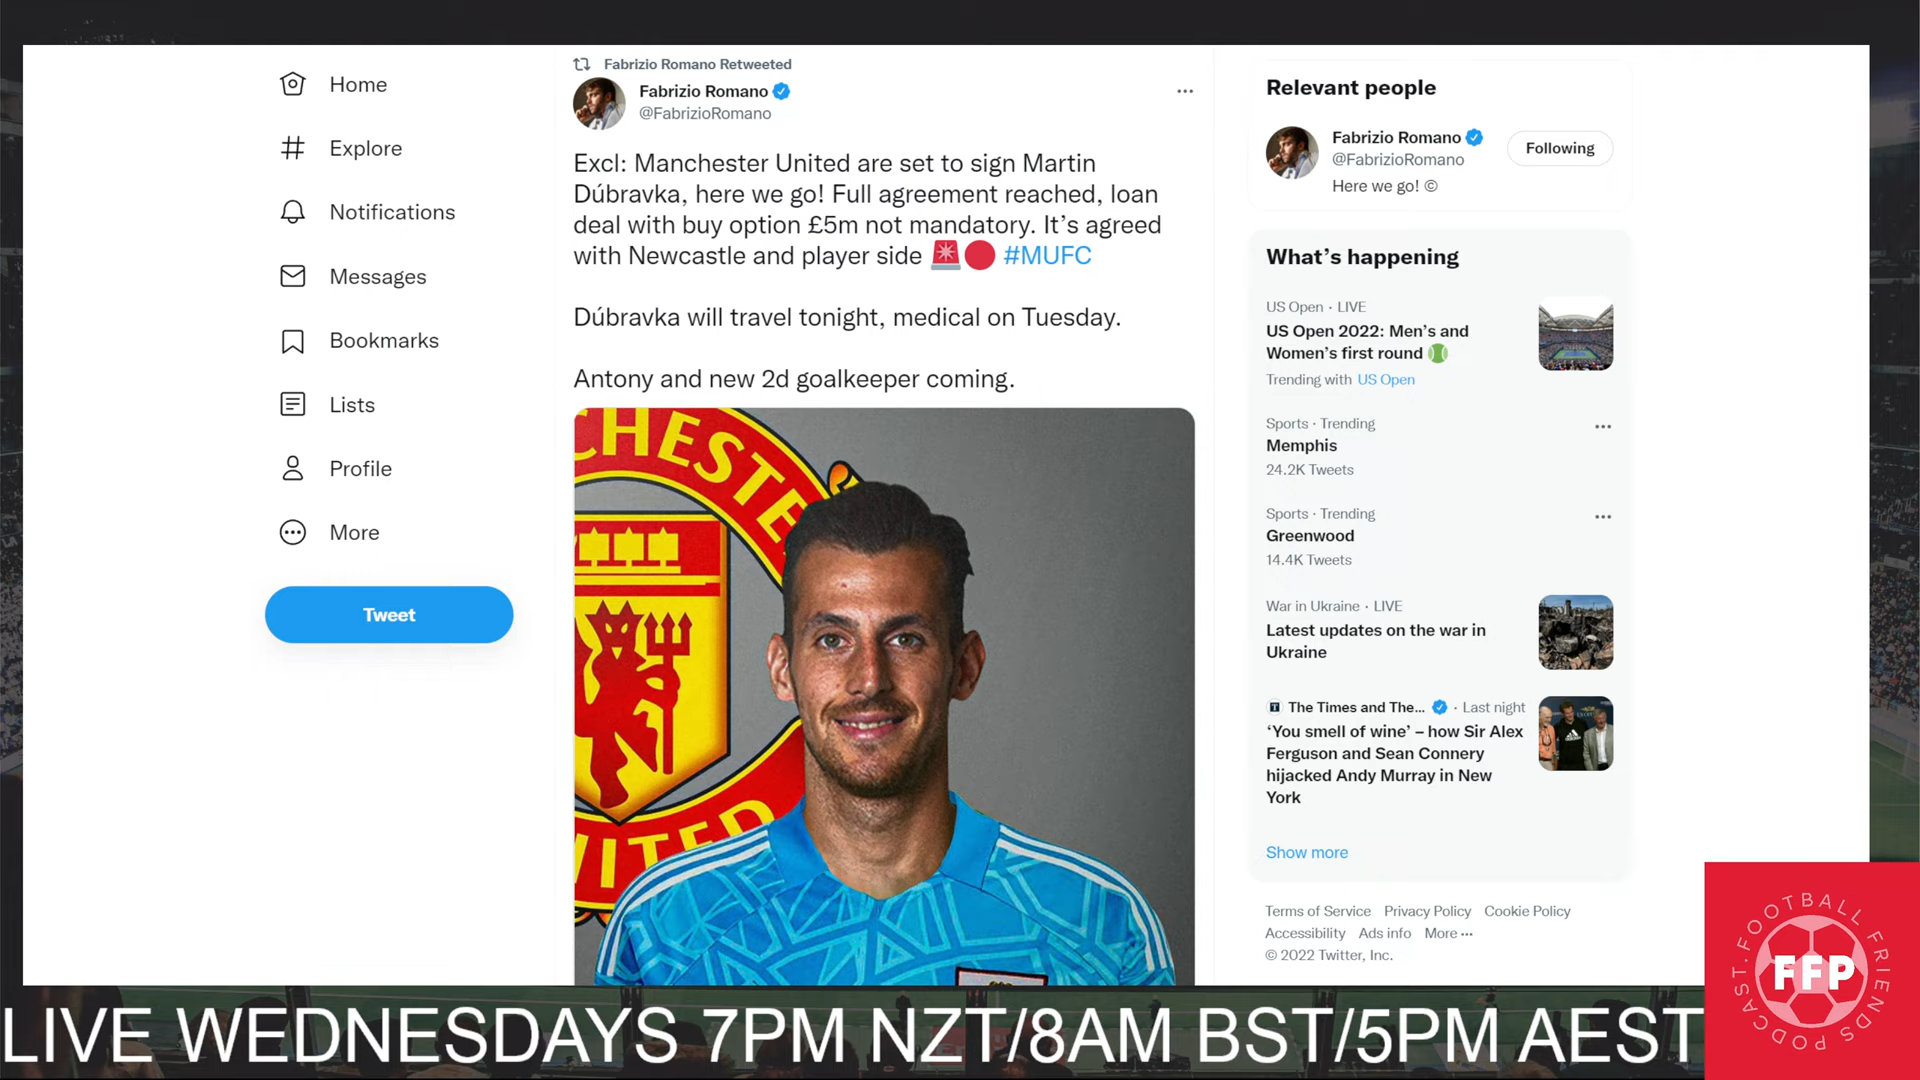 Home
Explore
Notifications
Messages
Bookmarks
Lists
Profile
More
Tweet
Fabrizio Romano Retweeted
Fabrizio Romano
@FabrizioRomano
Excl: Manchester United are set to sign Martin
Dúbravka, here we go! Full agreement reached, loan
deal with buy option £5m not mandatory. It’s agreed
with Newcastle and player side 🚨🔴 #MUFC
Dúbravka will travel tonight, medical on Tuesday.
Antony and new 2d goalkeeper coming.
CHESTE
ITED
Relevant people
Fabrizio Romano
@FabrizioRomano
Following
Here we go! ©
What’s happening
US Open · LIVE
US Open 2022: Men’s and
Women’s first round 🎾
Trending with US Open
Sports · Trending
Memphis
24.2K Tweets
Sports · Trending
Greenwood
14.4K Tweets
War in Ukraine · LIVE
Latest updates on the war in
Ukraine
The Times and The... · Last night
‘You smell of wine’ – how Sir Alex
Ferguson and Sean Connery
hijacked Andy Murray in New
York
Show more
Terms of Service Privacy Policy Cookie Policy
Accessibility Ads info More ···
© 2022 Twitter, Inc.
LIVE WEDNESDAYS 7PM NZT/8AM BST/5PM AEST
FOOTBALL FRIENDS PODCAST.
FFP